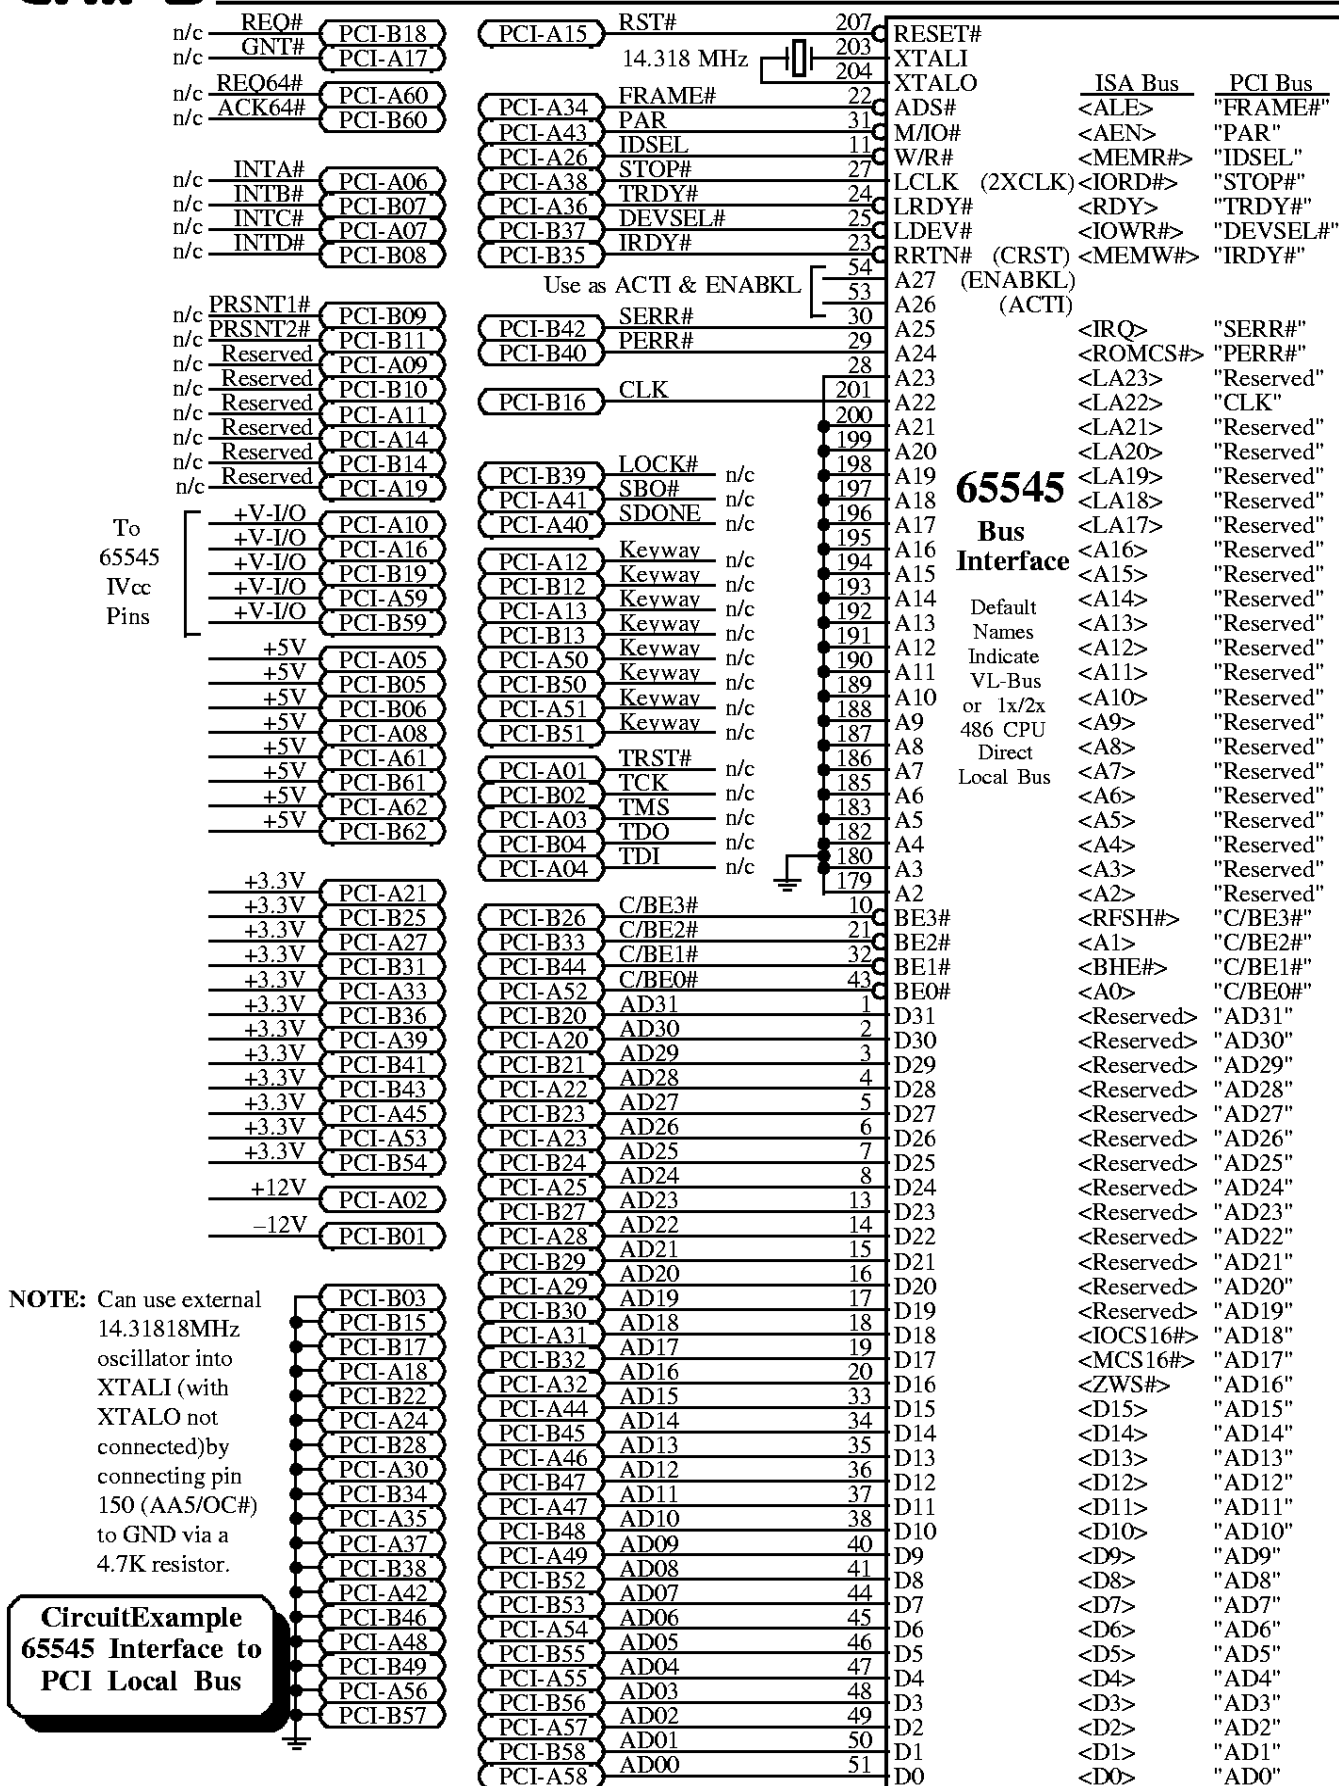 REQ# PCI-B18 n/c
GNT# PCI-A17 n/c
REQ64# PCI-A60 n/c
ACK64# PCI-B60 n/c
INTA# PCI-A06 n/c
INTB# PCI-B07 n/c
INTC# PCI-A07 n/c
INTD# PCI-B08 n/c
PRSNT1# PCI-B09 n/c
PRSNT2# PCI-B11 n/c
Reserved PCI-A09 n/c
Reserved PCI-B10 n/c
Reserved PCI-A11 n/c
Reserved PCI-A14 n/c
Reserved PCI-B14 n/c
Reserved PCI-A19 n/c
To
65545
IVcc
Pins
+V-I/O PCI-A10
+V-I/O PCI-A16
+V-I/O PCI-B19
+V-I/O PCI-A59
+V-I/O PCI-B59
+5V PCI-A05
+5V PCI-B05
+5V PCI-B06
+5V PCI-A08
+5V PCI-A61
+5V PCI-B61
+5V PCI-A62
+5V PCI-B62
+3.3V PCI-A21
+3.3V PCI-B25
+3.3V PCI-A27
+3.3V PCI-B31
+3.3V PCI-A33
+3.3V PCI-B36
+3.3V PCI-A39
+3.3V PCI-B41
+3.3V PCI-B43
+3.3V PCI-A45
+3.3V PCI-A53
+3.3V PCI-B54
+12V PCI-A02
–12V PCI-B01
PCI-B03
PCI-B15
PCI-B17
PCI-A18
PCI-B22
PCI-A24
PCI-B28
PCI-A30
PCI-B34
PCI-A35
PCI-A37
PCI-B38
PCI-A42
PCI-B46
PCI-A48
PCI-B49
PCI-A56
PCI-B57
NOTE: Can use external
14.31818MHz
oscillator into
XTALI (with
XTALO not
connected)by
connecting pin
150 (AA5/OC#)
to GND via a
4.7K resistor.
CircuitExample
65545 Interface to
PCI Local Bus
ISA Bus PCI Bus
PCI-A15 RST# 207 RESET#
14.318 MHz 203 XTALI
204 XTALO
PCI-A34 FRAME# 22 ADS# <ALE> "FRAME#"
PCI-A43 PAR 31 M/IO# <AEN> "PAR"
PCI-A26 IDSEL 11 W/R# <MEMR#> "IDSEL"
PCI-A38 STOP# 27 LCLK (2XCLK) <IORD#> "STOP#"
PCI-A36 TRDY# 24 LRDY# <RDY> "TRDY#"
PCI-B37 DEVSEL# 25 LDEV# <IOWR#> "DEVSEL#"
PCI-B35 IRDY# 23 RRTN# (CRST) <MEMW#> "IRDY#"
Use as ACTI & ENABKL
54 A27 (ENABKL)
53 A26 (ACTI)
PCI-B42 SERR# 30 A25 <IRQ> "SERR#"
PCI-B40 PERR# 29 A24 <ROMCS#> "PERR#"
28 A23 <LA23> "Reserved"
PCI-B16 CLK 201 A22 <LA22> "CLK"
200 A21 <LA21> "Reserved"
199 A20 <LA20> "Reserved"
198 A19 <LA19> "Reserved"
197 A18 <LA18> "Reserved"
196 A17 <LA17> "Reserved"
195 A16 <A16> "Reserved"
194 A15 <A15> "Reserved"
193 A14 <A14> "Reserved"
192 A13 <A13> "Reserved"
191 A12 <A12> "Reserved"
190 A11 <A11> "Reserved"
189 A10 <A10> "Reserved"
188 A9 <A9> "Reserved"
187 A8 <A8> "Reserved"
186 A7 <A7> "Reserved"
185 A6 <A6> "Reserved"
183 A5 <A5> "Reserved"
182 A4 <A4> "Reserved"
180 A3 <A3> "Reserved"
179 A2 <A2> "Reserved"
PCI-B39 LOCK# n/c
PCI-A41 SBO# n/c
PCI-A40 SDONE n/c
PCI-A12 Keyway n/c
PCI-B12 Keyway n/c
PCI-A13 Keyway n/c
PCI-B13 Keyway n/c
PCI-A50 Keyway n/c
PCI-B50 Keyway n/c
PCI-A51 Keyway n/c
PCI-B51 Keyway n/c
PCI-A01 TRST# n/c
PCI-B02 TCK n/c
PCI-A03 TMS n/c
PCI-B04 TDO n/c
PCI-A04 TDI n/c
65545
Bus
Interface
Default
Names
Indicate
VL-Bus
or 1x/2x
486 CPU
Direct
Local Bus
PCI-B26 C/BE3# 10 BE3# <RFSH#> "C/BE3#"
PCI-B33 C/BE2# 21 BE2# <A1> "C/BE2#"
PCI-B44 C/BE1# 32 BE1# <BHE#> "C/BE1#"
PCI-A52 C/BE0# 43 BE0# <A0> "C/BE0#"
PCI-B20 AD31 1 D31 <Reserved> "AD31"
PCI-A20 AD30 2 D30 <Reserved> "AD30"
PCI-B21 AD29 3 D29 <Reserved> "AD29"
PCI-A22 AD28 4 D28 <Reserved> "AD28"
PCI-B23 AD27 5 D27 <Reserved> "AD27"
PCI-A23 AD26 6 D26 <Reserved> "AD26"
PCI-B24 AD25 7 D25 <Reserved> "AD25"
PCI-A25 AD24 8 D24 <Reserved> "AD24"
PCI-B27 AD23 13 D23 <Reserved> "AD23"
PCI-A28 AD22 14 D22 <Reserved> "AD22"
PCI-B29 AD21 15 D21 <Reserved> "AD21"
PCI-A29 AD20 16 D20 <Reserved> "AD20"
PCI-B30 AD19 17 D19 <Reserved> "AD19"
PCI-A31 AD18 18 D18 <IOCS16#> "AD18"
PCI-B32 AD17 19 D17 <MCS16#> "AD17"
PCI-A32 AD16 20 D16 <ZWS#> "AD16"
PCI-A44 AD15 33 D15 <D15> "AD15"
PCI-B45 AD14 34 D14 <D14> "AD14"
PCI-A46 AD13 35 D13 <D13> "AD13"
PCI-B47 AD12 36 D12 <D12> "AD12"
PCI-A47 AD11 37 D11 <D11> "AD11"
PCI-B48 AD10 38 D10 <D10> "AD10"
PCI-A49 AD09 40 D9 <D9> "AD9"
PCI-B52 AD08 41 D8 <D8> "AD8"
PCI-B53 AD07 44 D7 <D7> "AD7"
PCI-A54 AD06 45 D6 <D6> "AD6"
PCI-B55 AD05 46 D5 <D5> "AD5"
PCI-A55 AD04 47 D4 <D4> "AD4"
PCI-B56 AD03 48 D3 <D3> "AD3"
PCI-A57 AD02 49 D2 <D2> "AD2"
PCI-B58 AD01 50 D1 <D1> "AD1"
PCI-A58 AD00 51 D0 <D0> "AD0"